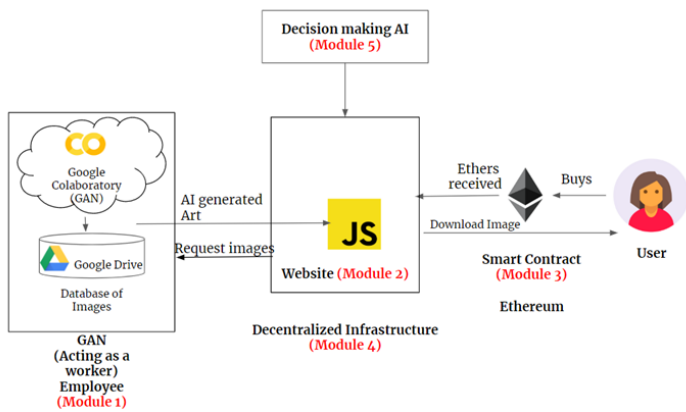 Decision making AI
(Module 5)
Google
Colaboratory
(GAN)
Google Drive
Database of
Images
GAN
(Acting as a
worker)
Employee
(Module 1)
AI generated
Art
Request images
JS
Website (Module 2)
Decentralized Infrastructure
(Module 4)
Ethers
received
Buys
Download Image
Smart Contract
(Module 3)
Ethereum
User